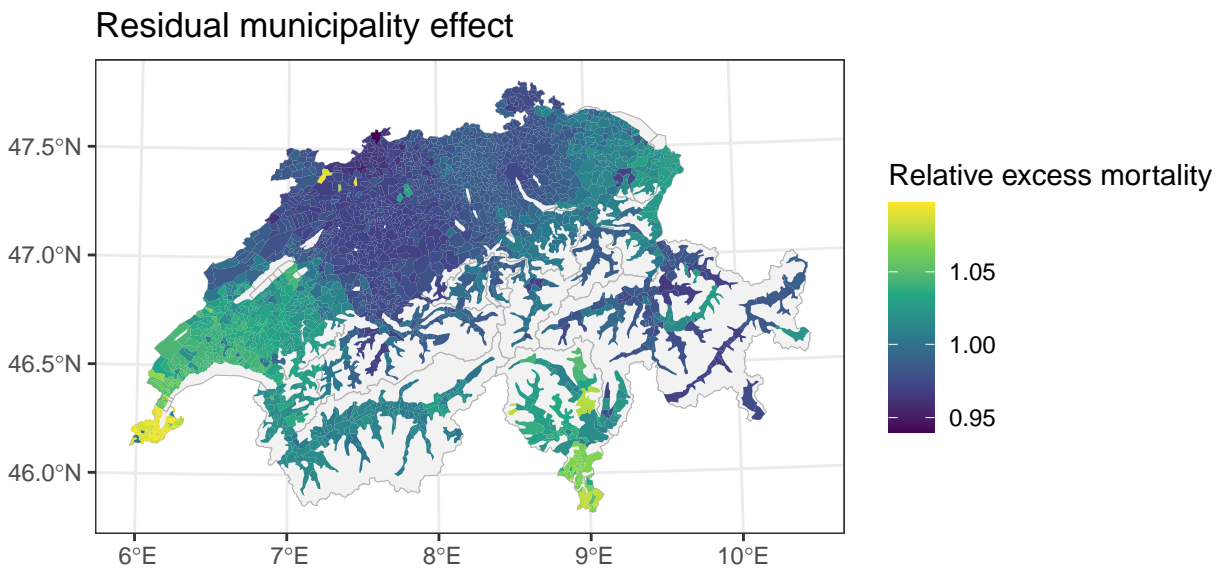 Residual municipality effect
47.5°N
47.0°N
46.5°N
46.0°N
6°E
7°E
8°E
9°E
10°E
Relative excess mortality
1.05
1.00
0.95